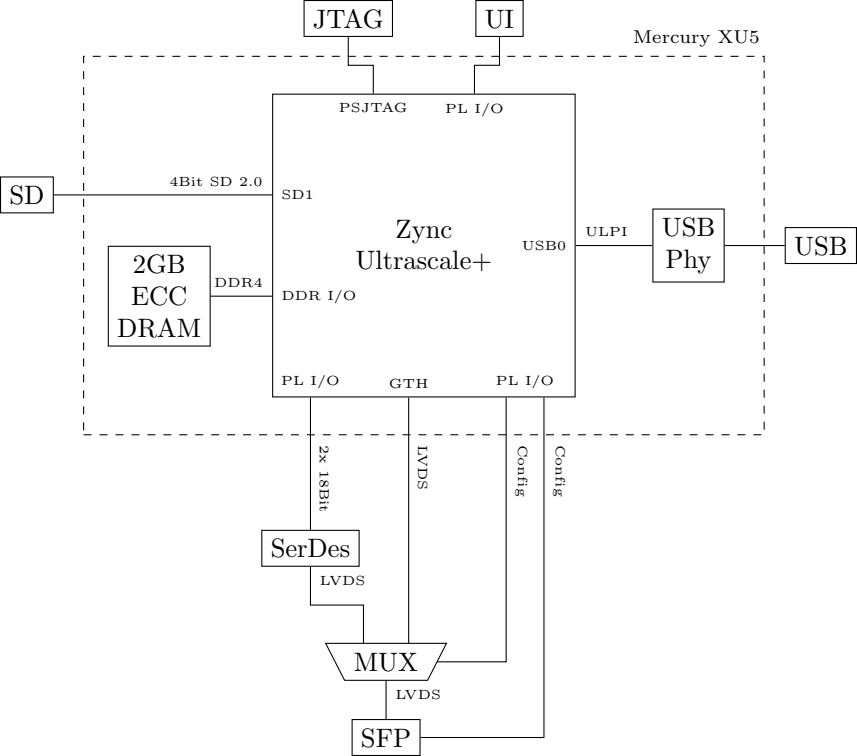 JTAG
UI
Mercury XU5
PSJTAG
PL I/O
4Bit SD 2.0
SD
SD1
Zync
Ultrascale+
USB0
ULPI
USB
Phy
USB
2GB
ECC
DRAM
DDR4
DDR I/O
PL I/O
GTH
PL I/O
2x 18Bit
LVDS
Config
Config
SerDes
LVDS
MUX
LVDS
SFP